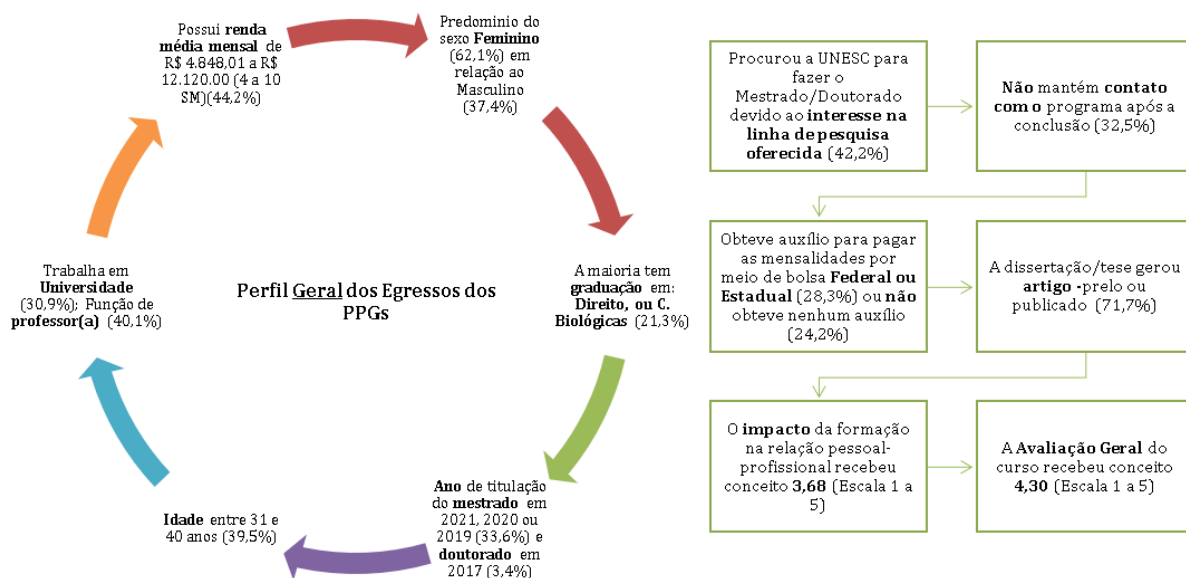 Possui renda
média mensal de
R$ 4.848,01 a R$
12.120.00 (4 a 10
SM)(44,2%)
Predominio do
sexo Feminino
(62,1%) em
relação ao
Masculino
(37,4%)
A maioria tem
graduação em:
Direito, ou C.
Biológicas (21,3%)
Ano de titulação
do mestrado em
2021, 2020 ou
2019 (33,6%) e
doutorado em
2017 (3,4%)
Idade entre 31 e
40 anos (39,5%)
Trabalha em
Universidade
(30,9%); Função de
professor(a) (40,1%)
Perfil Geral dos Egressos dos
PPGs
Procurou a UNESC para
fazer o
Mestrado/Doutorado
devido ao interesse na
linha de pesquisa
oferecida (42,2%)
Não mantém contato
com o programa após a
conclusão (32,5%)
Obteve auxílio para pagar
as mensalidades por
meio de bolsa Federal ou
Estadual (28,3%) ou não
obteve nenhum auxílio
(24,2%)
A dissertação/tese gerou
artigo -prelo ou
publicado (71,7%)
O impacto da formação
na relação pessoal-
profissional recebeu
conceito 3,68 (Escala 1 a
5)
A Avaliação Geral do
curso recebeu conceito
4,30 (Escala 1 a 5)